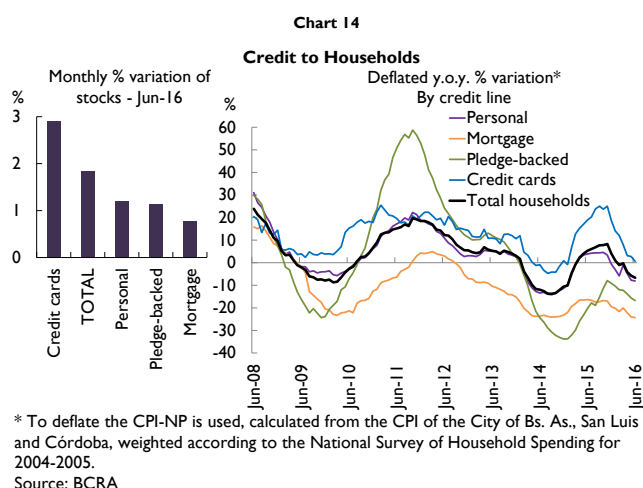 Chart 14
Credit to Households
Monthly % variation of
stocks - Jun-16
%
3
2
1
0
Credit cards
TOTAL
Personal
Pledge-backed
Mortgage
Deflated y.o.y. % variation*
By credit line
%
Personal
Mortgage
Pledge-backed
Credit cards
Total households
60
50
40
30
20
10
0
-10
-20
-30
-40
Jun-08
Jun-09
Jun-10
Jun-11
Jun-12
Jun-13
Jun-14
Jun-15
Jun-16
* To deflate the CPI-NP is used, calculated from the CPI of the City of Bs. As., San Luis
and Córdoba, weighted according to the National Survey of Household Spending for
2004-2005.
Source: BCRA